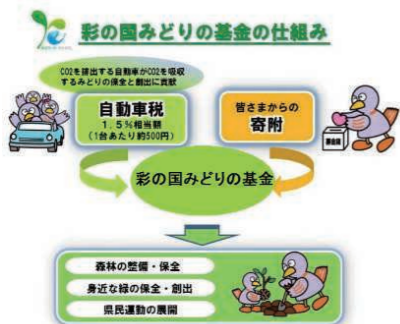 彩の国みどりの基金の仕組み
CO2を排出する自動車がCO2を吸収
するみどりの保全と創出に貢献
自動車税
1.5%相当額
(1台あたり約500円)
皆さまからの
寄附
募金箱
彩の国みどりの基金
森林の整備・保全
身近な緑の保全・創出
県民運動の展開